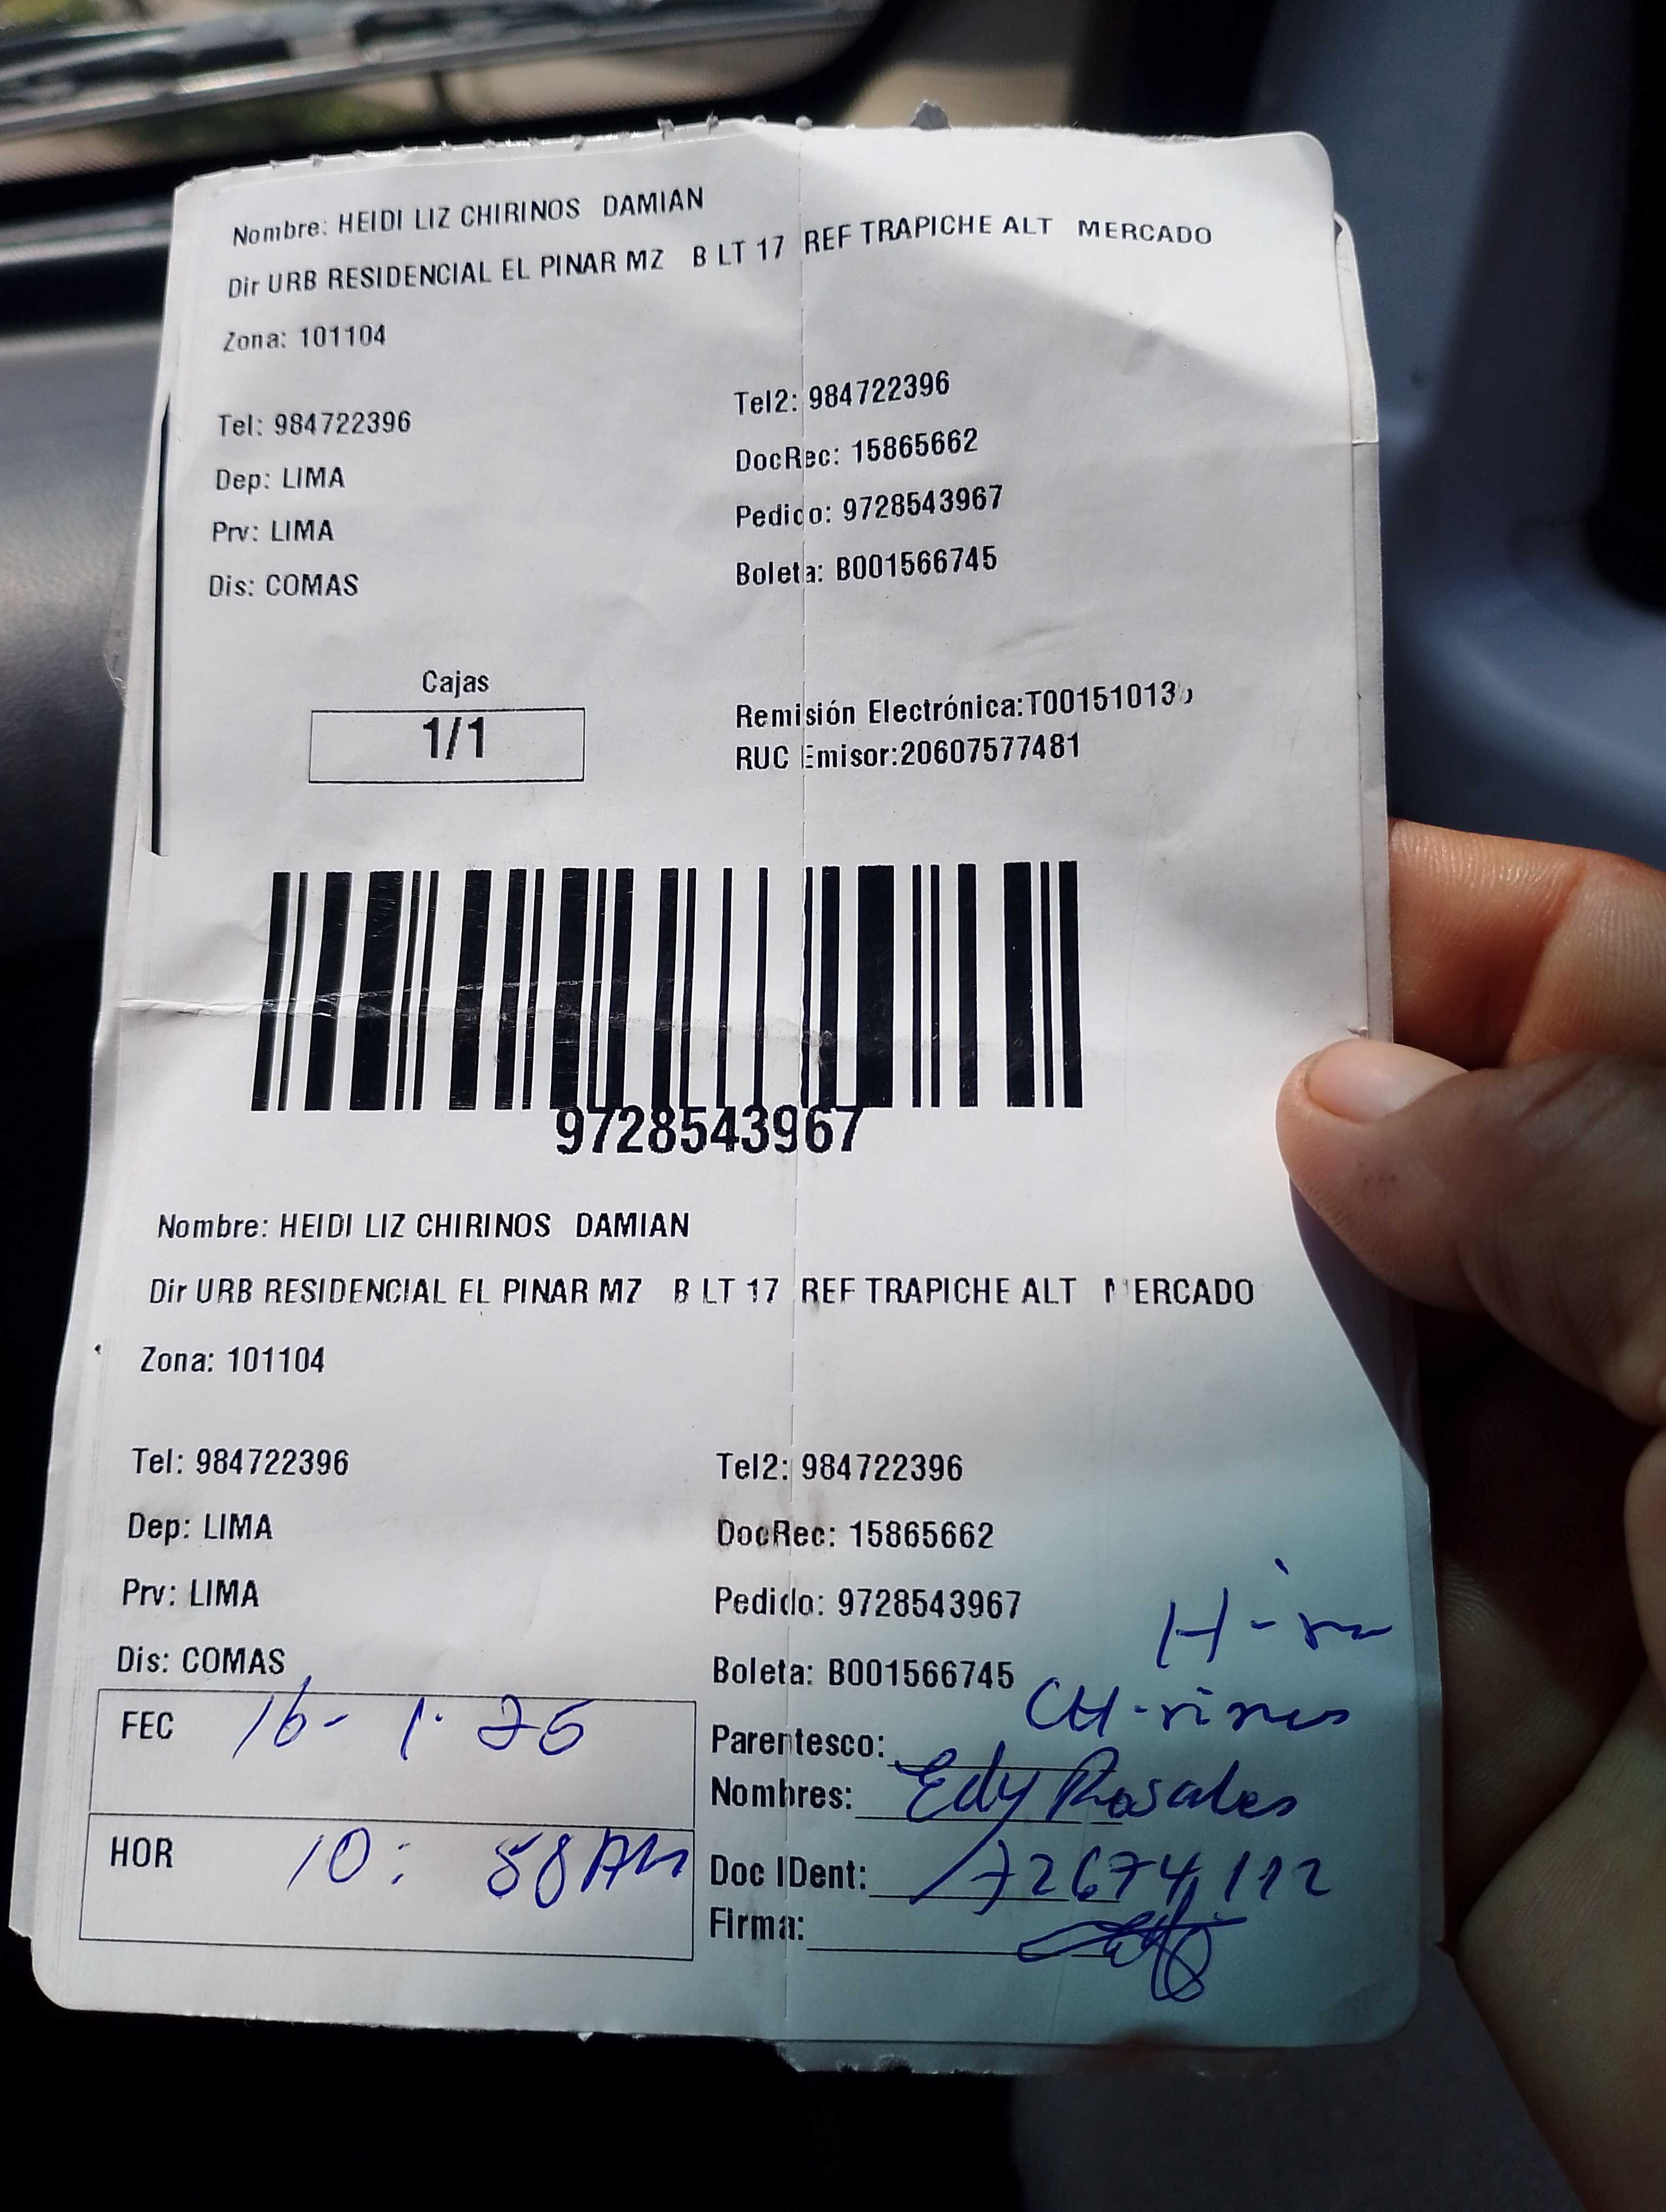 Nombre: HEIDI LIZ CHIRINOS DAMIAN
Dir URB RESIDENCIAL EL PINAR MZ B LT 17 REF TRAPICHE ALT MERCADO
Zona: 101104
Tel: 984722396 Tel2: 984722396
Dep: LIMA DocRec: 15865662
Prv: LIMA Pedido: 9728543967
Dis: COMAS Boleta: B001566745
Cajas
1/1
Remisión Electrónica:
RUC Emisor:20607577481
9728543967
Nombre: HEIDI LIZ CHIRINOS DAMIAN
Dir URB RESIDENCIAL EL PINAR MZ B LT 17 REF TRAPICHE ALT MERCADO
Zona: 101104
Tel: 984722396 Tel2: 984722396
Dep: LIMA DocRec: 15865662
Prv: LIMA Pedido: 9728543967
Dis: COMAS Boleta: B001566745
FEC 16-1-25
Parentesco:
Nombres: Edy Rosales
HOR 10:58 AM
Doc IDent: 72674112
Firma: